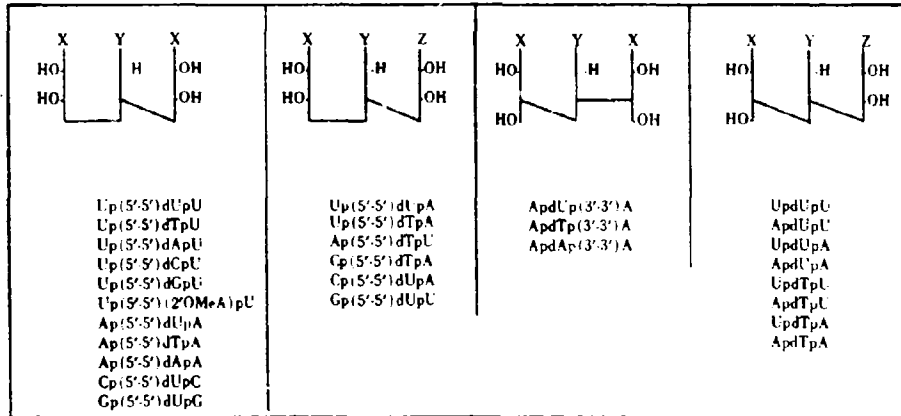 X Y X
HO H OH
HO OH
Up(5'-5')dUpU
Up(5'-5')dTpU
Up(5'-5')dApU
Up(5'-5')dCpU
Up(5'-5')dGpU
Up(5'-5')(2'OMeA)pU
Ap(5'-5')dUpA
Ap(5'-5')dTpA
Ap(5'-5')dApA
Cp(5'-5')dUpC
Gp(5'-5')dUpG
X Y Z
HO H OH
HO OH
Up(5'-5')dUpA
Up(5'-5')dTpA
Ap(5'-5')dTpU
Cp(5'-5')dTpA
Cp(5'-5')dUpA
Gp(5'-5')dUpU
X Y X
HO H OH
HO OH
ApdUp(3'-3')A
ApdTp(3'-3')A
ApdAp(3'-3')A
X Y Z
HO H OH
HO OH
UpdUpU
ApdUpU
UpdUpA
ApdUpA
UpdTpU
ApdTpU
UpdTpA
ApdTpA